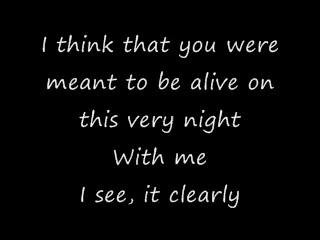 I think that you were
meant to be alive on
this very night
With me
I see, it clearly